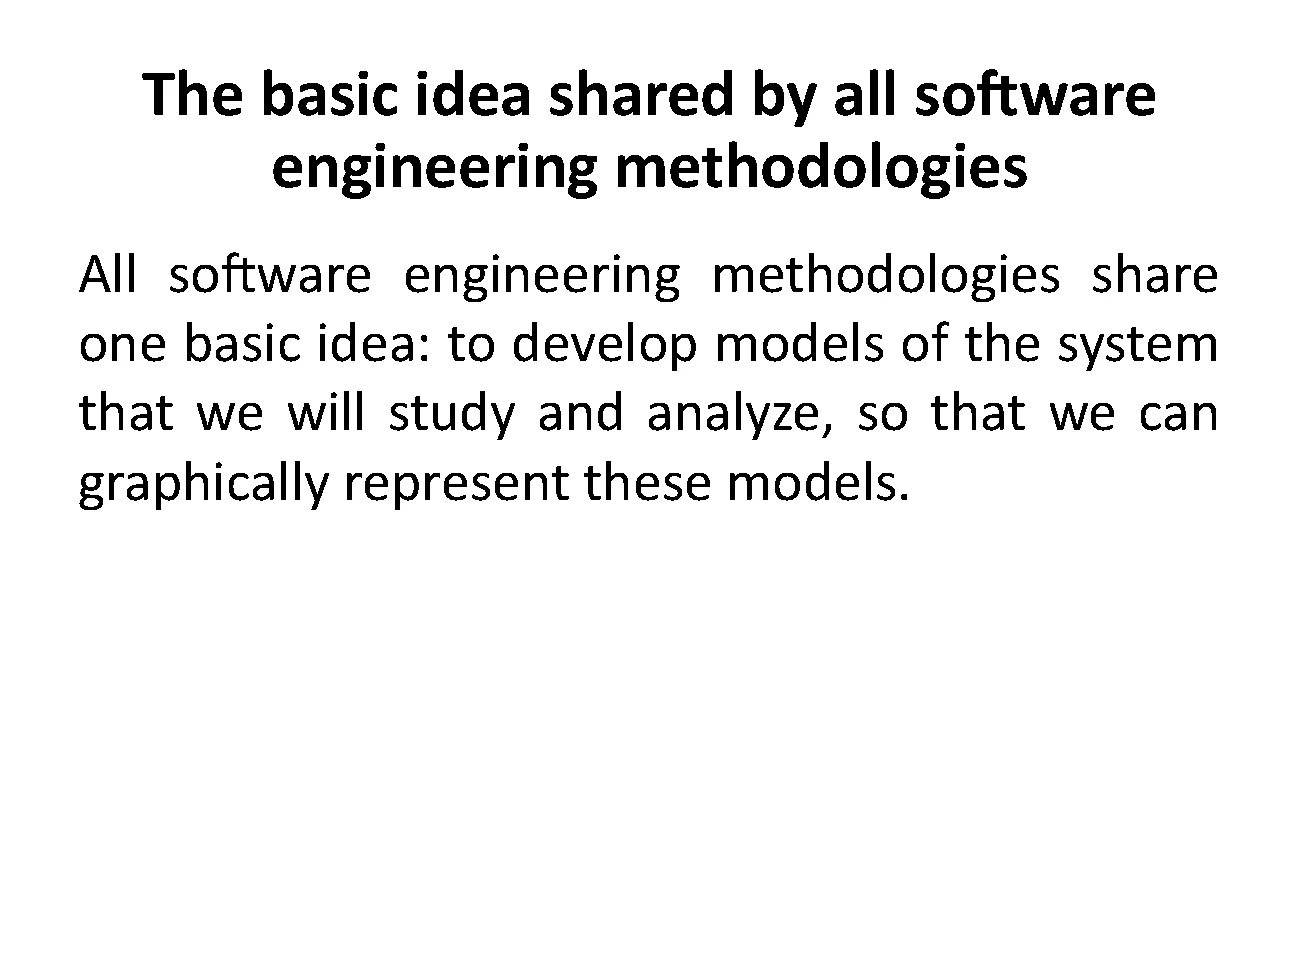 The basic idea shared by all software
engineering methodologies
All software engineering methodologies share
one basic idea: to develop models of the system
that we will study and analyze, so that we can
graphically represent these models.